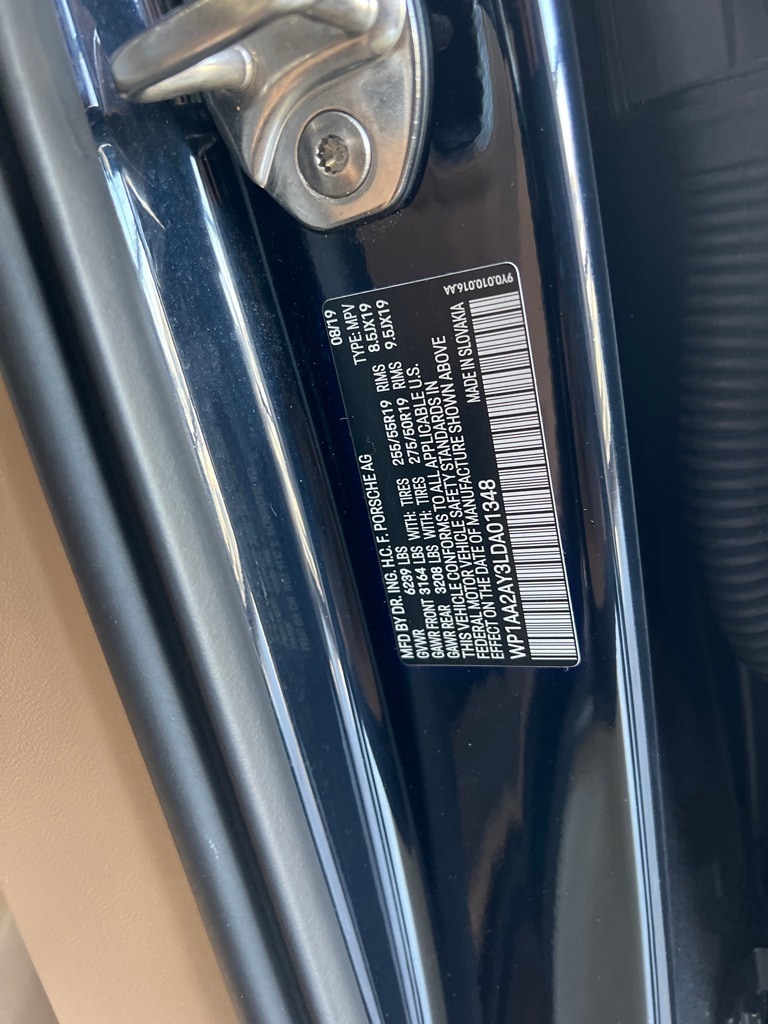 MFD BY DR. ING. H.C. F. PORSCHE AG 08/19
GVWR 6239 LBS TYPE: MPV
GAWR FRONT 3164 LBS WITH: TIRES 255/55R19 RIMS 8.5JX19
GAWR REAR 3208 LBS WITH: TIRES 275/50R19 RIMS 9.5JX19
THIS VEHICLE CONFORMS TO ALL APPLICABLE U.S.
FEDERAL MOTOR VEHICLE SAFETY STANDARDS IN
EFFECT ON THE DATE OF MANUFACTURE SHOWN ABOVE
WP1AA2AY3LDA01348 MADE IN SLOVAKIA
9Y0.010.016.AA